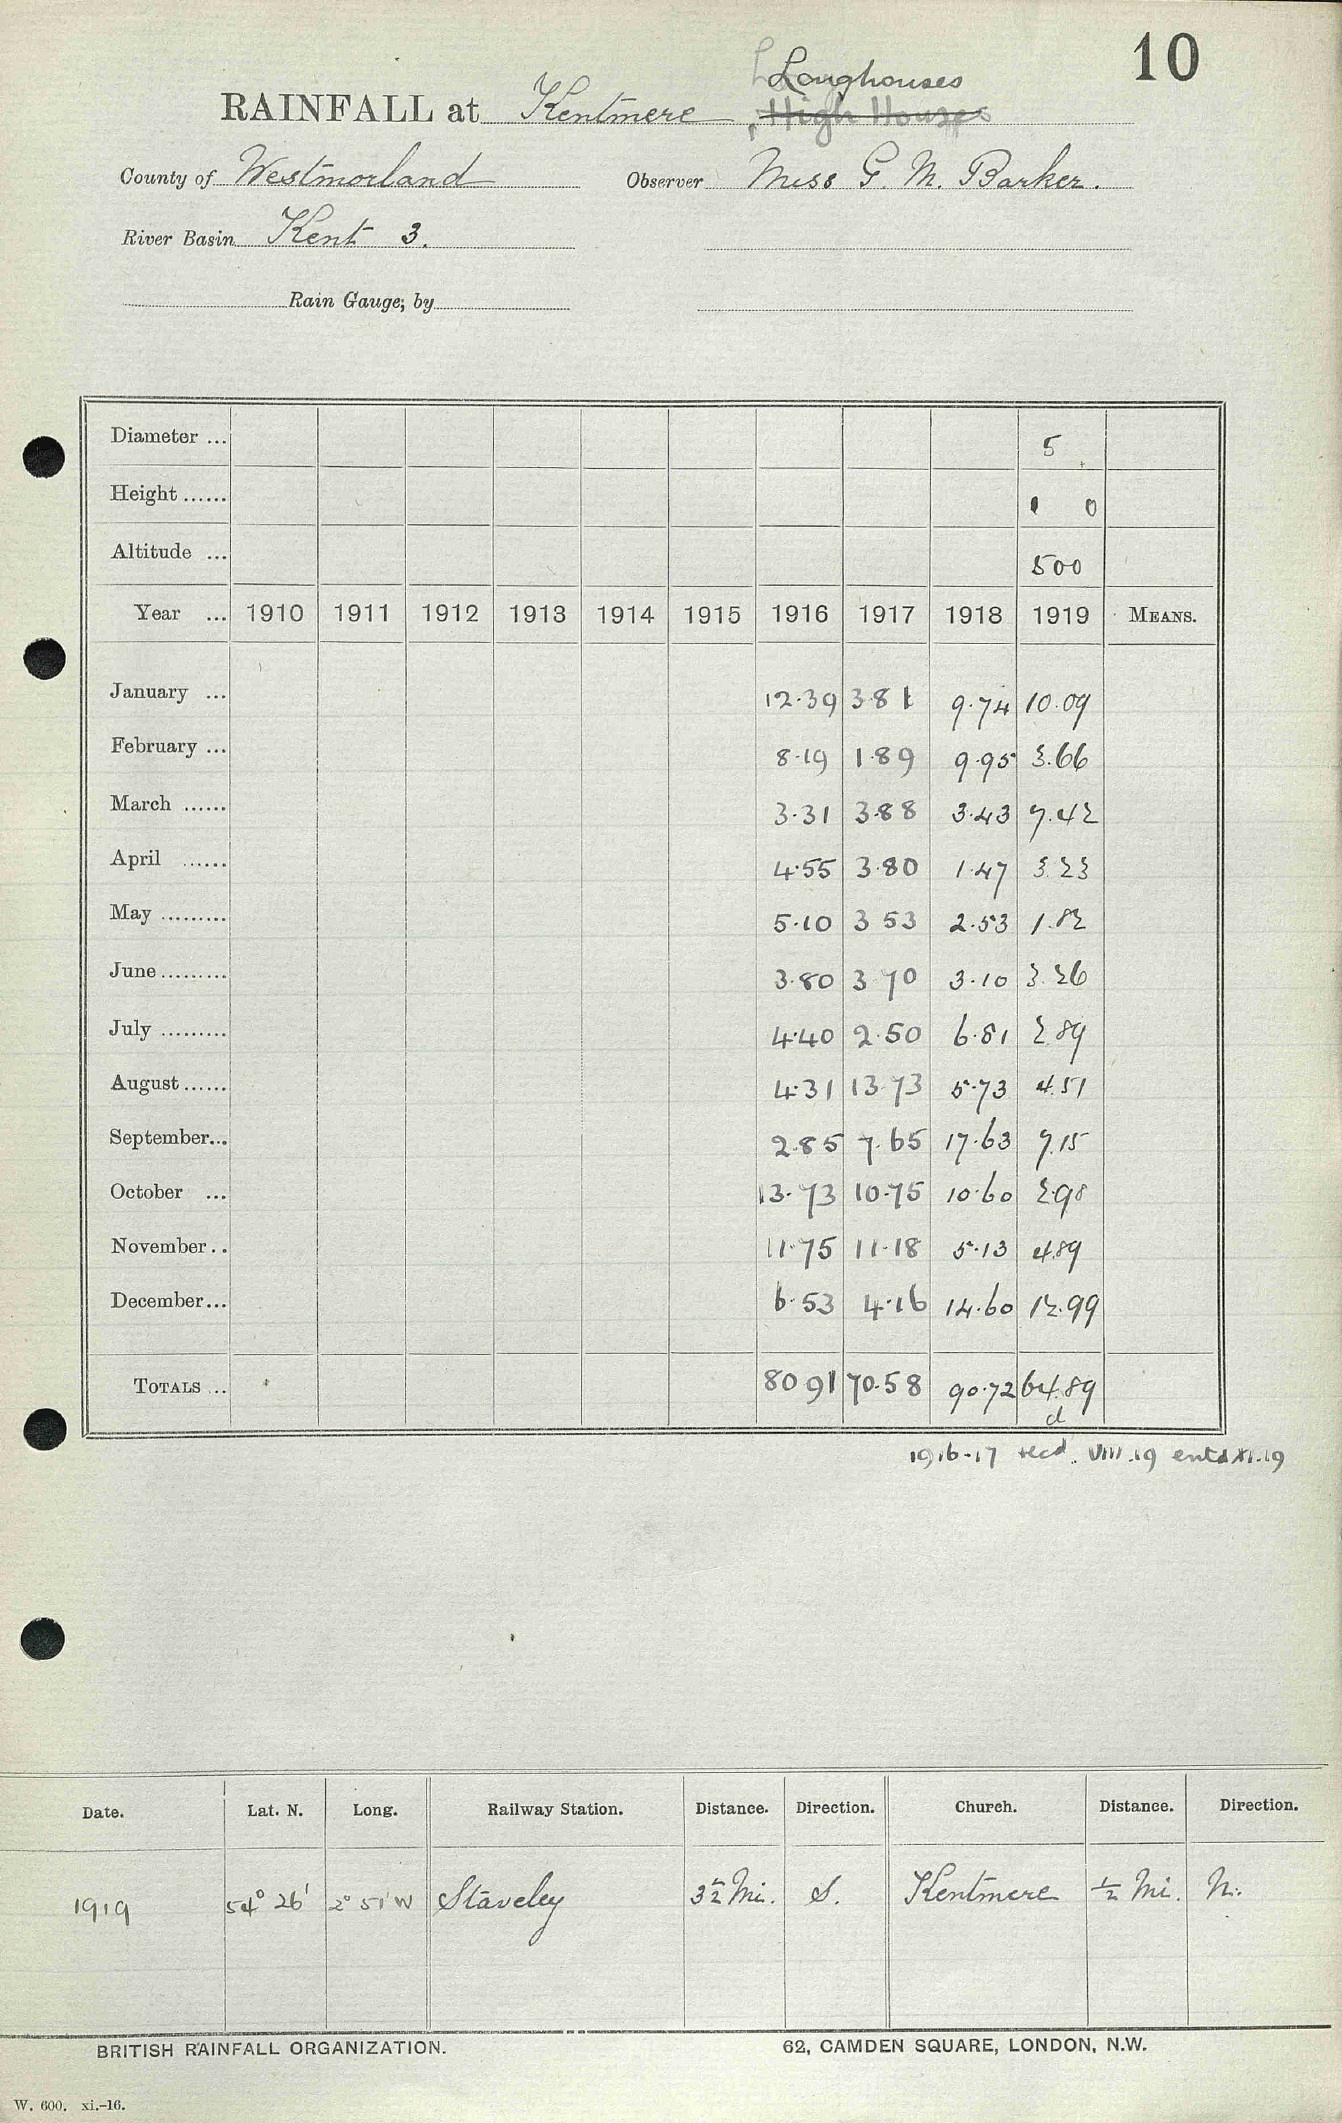 10
Longhouses
RAINFALL at Kentmere, High Houses
County of Westmorland Observer Miss G. M. Barker.
River Basin Kent 3.
Rain Gauge, by
Diameter ... 5
Height ...... 1 0
Altitude ... 500
Year ... 1910 1911 1912 1913 1914 1915 1916 1917 1918 1919 MEANS.
January ... 12.39 3.81 9.74 10.09
February ... 8.19 1.89 9.95 3.66
March ...... 3.31 3.88 3.43 7.42
April ...... 4.55 3.80 1.47 3.23
May ......... 5.10 3 53 2.53 1.82
June ......... 3.80 3 70 3.10 3.26
July ......... 4.40 2.50 6.81 2.89
August ...... 4.31 13.73 5.73 4.51
September... 2.85 7.65 17.63 7.15
October ... 13.73 10.75 10.60 2.98
November.. 11.75 11.18 5.13 4.89
December... 6.53 4.16 14.60 12.99
TOTALS ... 80 91 70.58 90.72 64.89
d
1916-17 recd. VIII.19 entd XI.19
Date. Lat. N. Long. Railway Station. Distance. Direction. Church. Distance. Direction.
1919 54° 26' 2° 51' W Staveley 3½ Mi. S. Kentmere ½ Mi. N.
BRITISH RAINFALL ORGANIZATION. 62, CAMDEN SQUARE, LONDON, N.W.
W. 600. xi.-16.